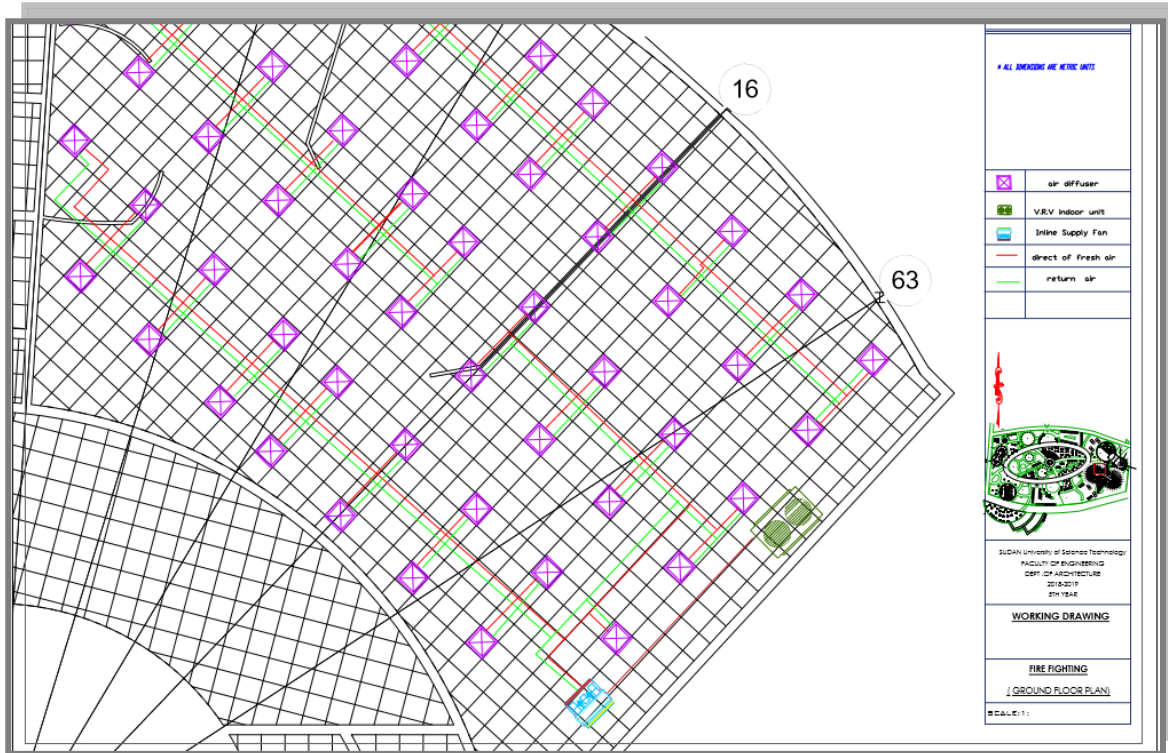 16
63
* ALL DIMENSIONS ARE METRIC UNITS
air diffuser
V.R.V indoor unit
Inline Supply Fan
direct of fresh air
return air
SUDAN University of Science Technology
FACULTY OF ENGINEERING
DEPT .OF ARCHITECTURE
2018-2019
5TH YEAR
WORKING DRAWING
FIRE FIGHTING
( GROUND FLOOR PLAN)
SCALE:1: